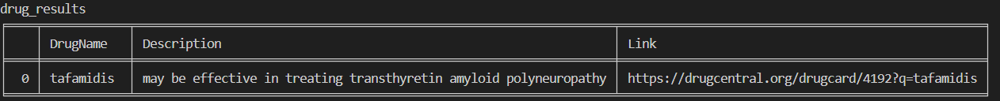 drug_results
DrugName Description Link
0 tafamidis may be effective in treating transthyretin amyloid polyneuropathy https://drugcentral.org/drugcard/4192?q=tafamidis